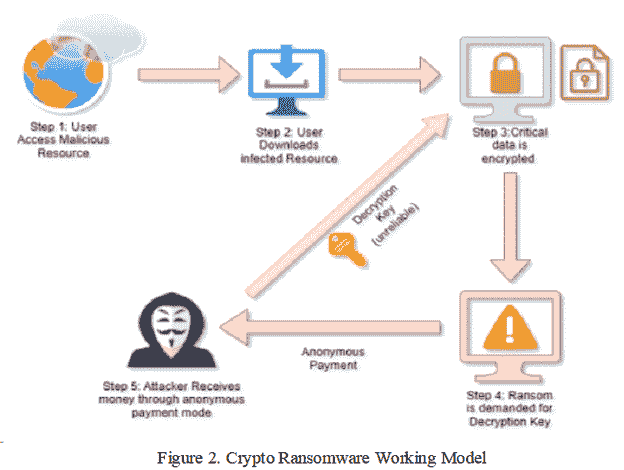 Step 1: User
Access Malicious
Resource
Step 2: User
Downloads
infected Resource
Step 3:Critical
data is
encrypted
Decryption
Key
(unreliable)
Anonymous
Payment
Step 4: Ransom
is demanded for
Decryption Key
Step 5: Attacker Receives
money through anonymous
payment mode
Figure 2. Crypto Ransomware Working Model